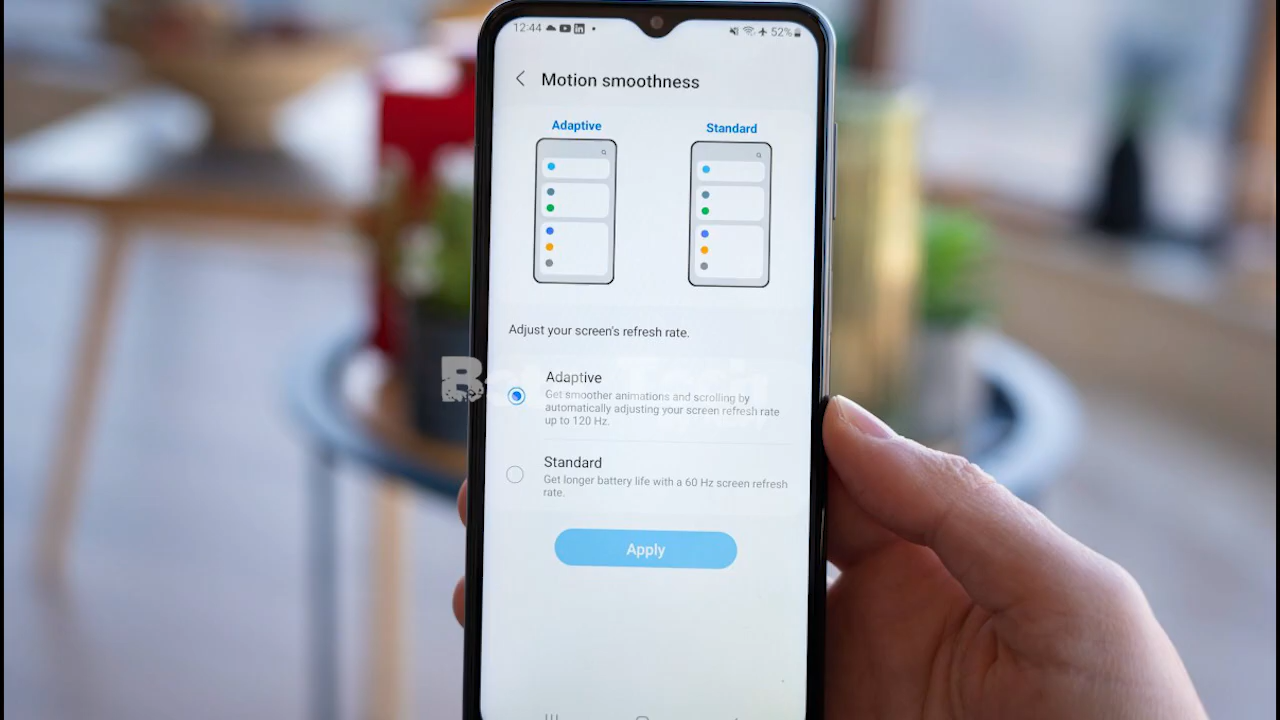 12:44
52%
Motion smoothness
Adaptive
Standard
Adjust your screen's refresh rate.
Adaptive
Get smoother animations and scrolling by
automatically adjusting your screen refresh rate
up to 120 Hz.
Standard
Get longer battery life with a 60 Hz screen refresh
rate.
Apply